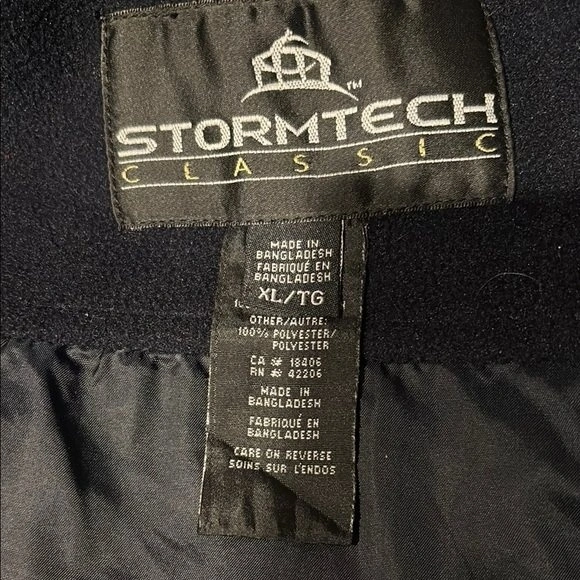 TM
STORMTECH
CLASSIC
MADE IN
BANGLADESH
FABRIQUÉ EN
BANGLADESH
XL/TG
OTHER/AUTRE:
100% POLYESTER/
POLYESTER
CA # 18406
RN # 42206
MADE IN
BANGLADESH
FABRIQUÉ EN
BANGLADESH
CARE ON REVERSE
SOINS SUR L'ENDOS